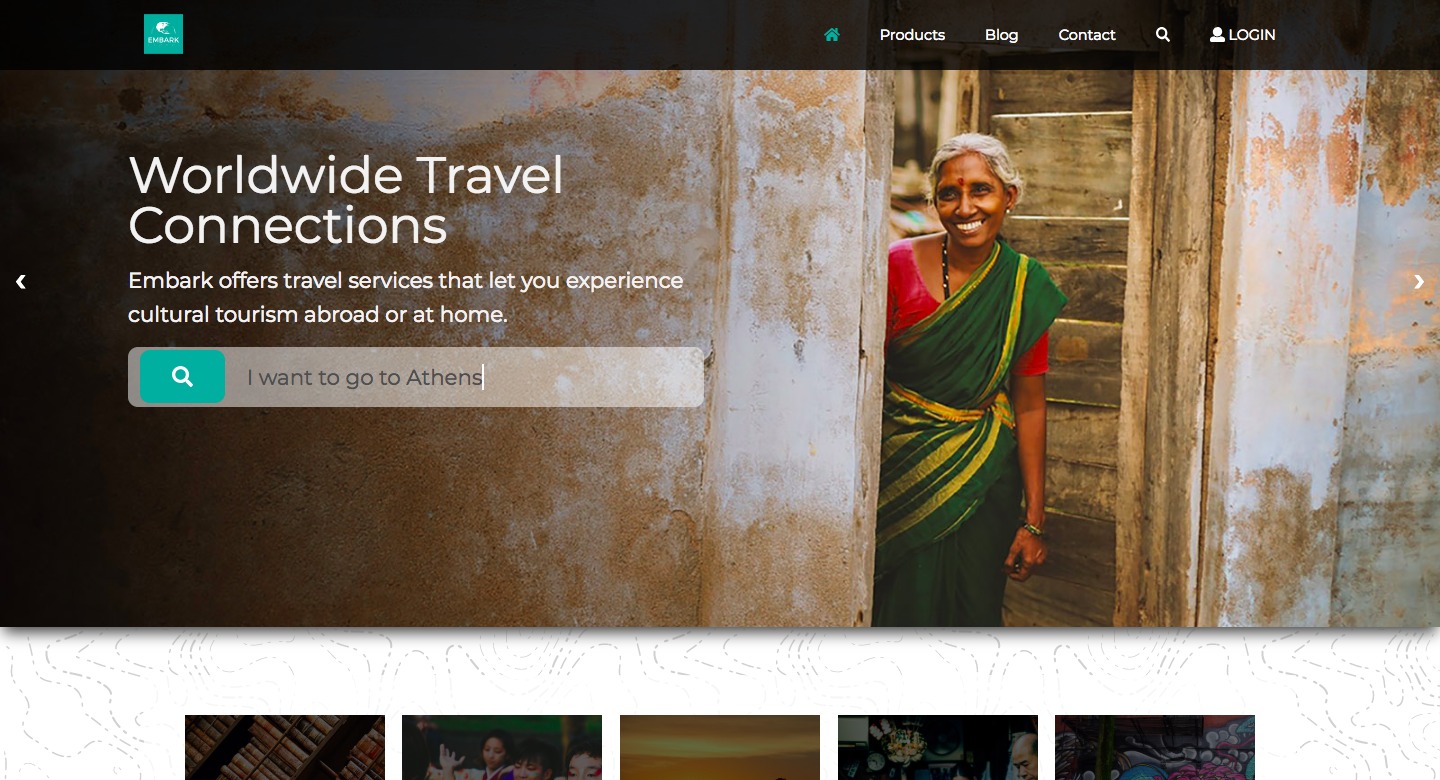 EMBARK
Products
Blog
Contact
LOGIN
Worldwide Travel
Connections
Embark offers travel services that let you experience
cultural tourism abroad or at home.
I want to go to Athens